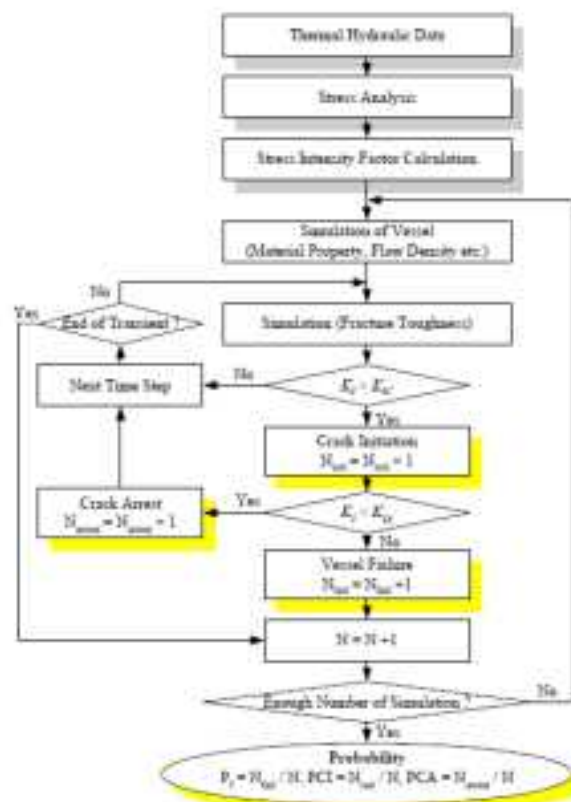 Thermal Hydraulic Data
Stress Analysis
Stress Intensity Factor Calculation
Simulation of Vessel
(Material Property, Flow Density etc.)
No
Yes
End of Transient ?
Simulation (Fracture Toughness)
Next Time Step
No
Yes
Crack Initiation
Crack Arrest
Yes
No
Vessel Failure
N = N +1
Enough Number of Simulation ?
No
Yes
Probability